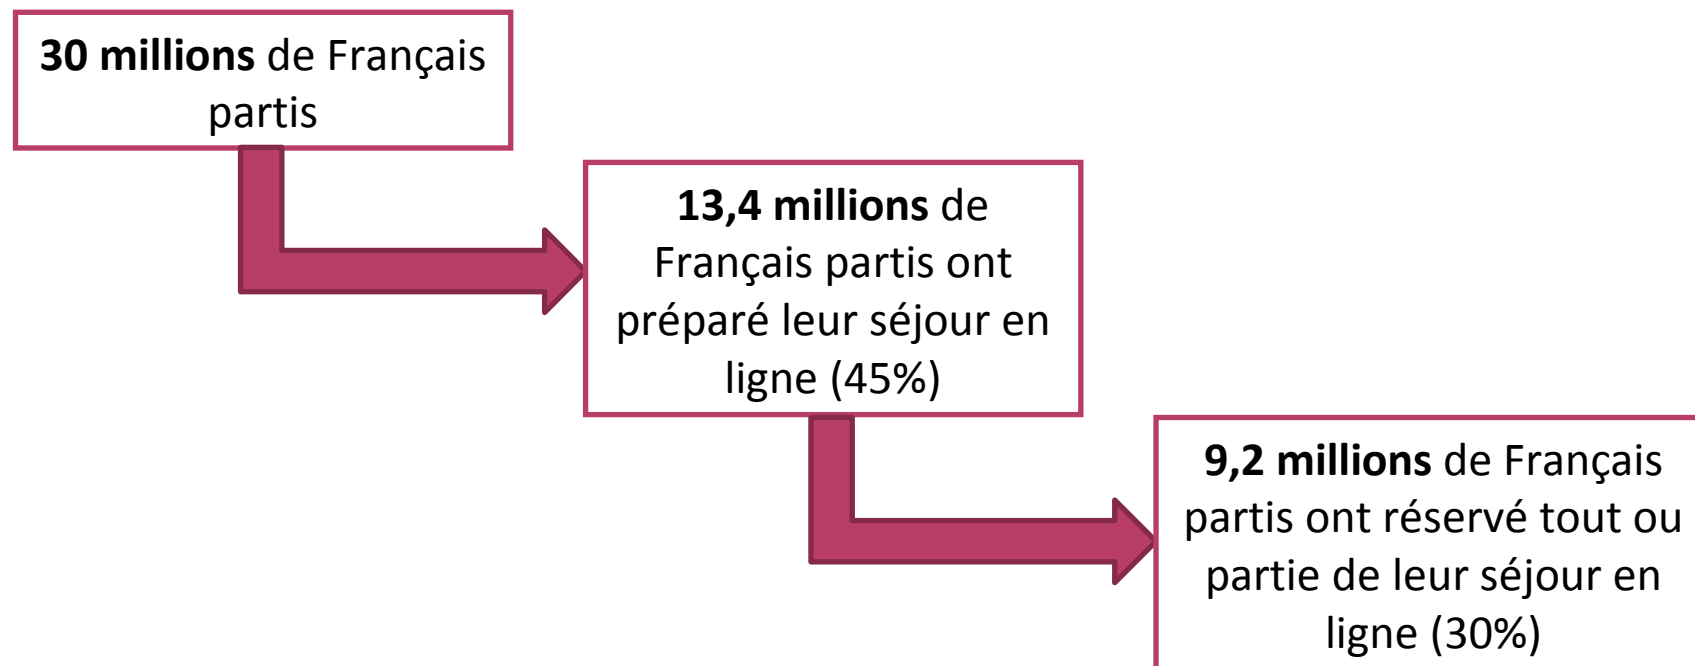 30 millions de Français
partis
13,4 millions de
Français partis ont
préparé leur séjour en
ligne (45%)
9,2 millions de Français
partis ont réservé tout ou
partie de leur séjour en
ligne (30%)